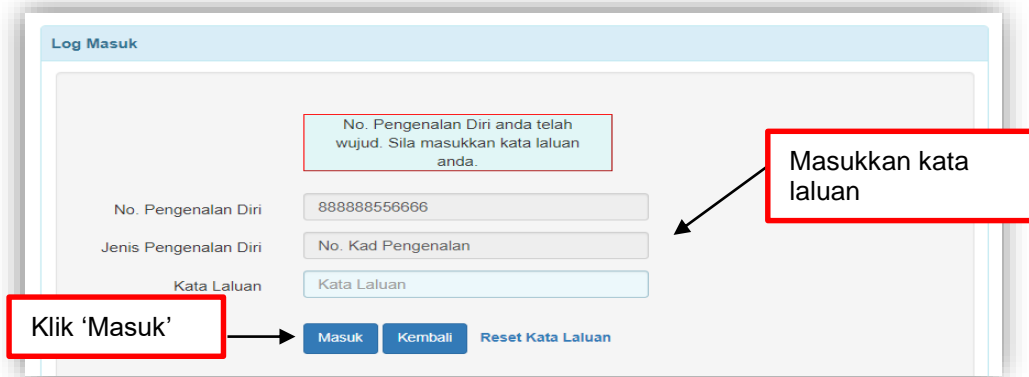 Log Masuk
No. Pengenalan Diri anda telah
wujud. Sila masukkan kata laluan
anda.
Masukkan kata
laluan
No. Pengenalan Diri 888888556666
Jenis Pengenalan Diri No. Kad Pengenalan
Kata Laluan Kata Laluan
Klik ‘Masuk’
Masuk Kembali Reset Kata Laluan